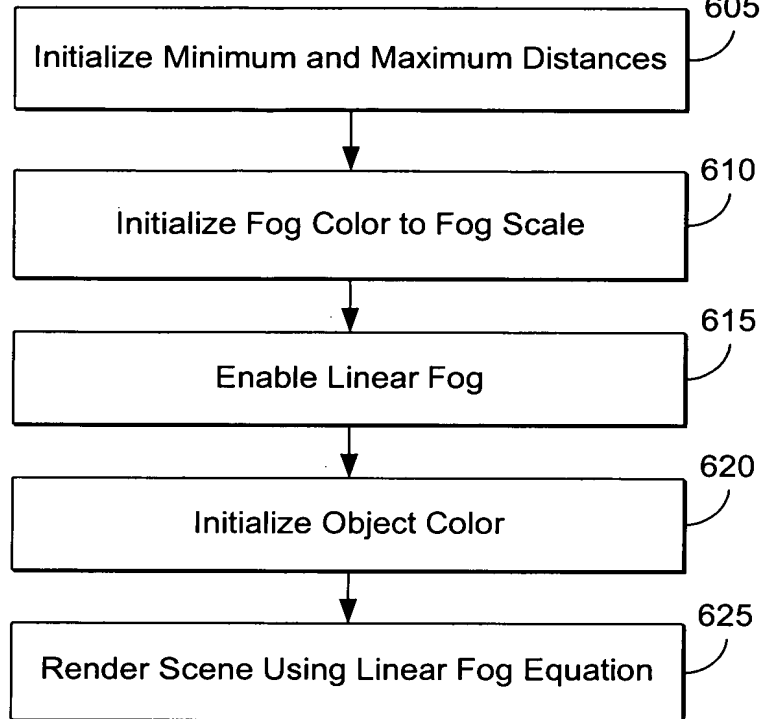 605
Initialize Minimum and Maximum Distances
610
Initialize Fog Color to Fog Scale
615
Enable Linear Fog
620
Initialize Object Color
625
Render Scene Using Linear Fog Equation